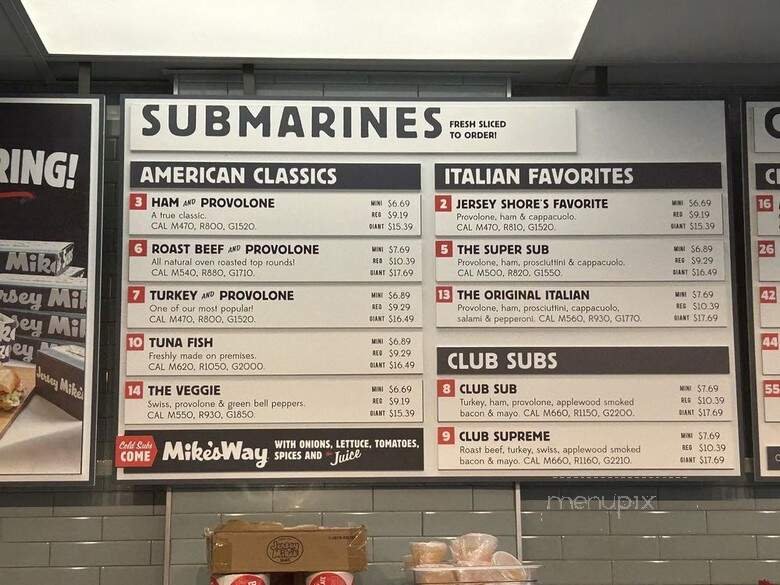 RING!
Mike
Jersey Mike
SUBMARINES
FRESH SLICED
TO ORDER!
AMERICAN CLASSICS
3 HAM AND PROVOLONE MINI $6.69
A true classic. REG $9.19
CAL M470, R800, G1520. GIANT $15.39
6 ROAST BEEF AND PROVOLONE MINI $7.69
All natural oven roasted top rounds! REG $10.39
CAL M540, R880, G1710. GIANT $17.69
7 TURKEY AND PROVOLONE MINI $6.89
One of our most popular! REG $9.29
CAL M470, R800, G1520. GIANT $16.49
10 TUNA FISH MINI $6.89
Freshly made on premises. REG $9.29
CAL M620, R1050, G2000. GIANT $16.49
14 THE VEGGIE MINI $6.69
Swiss, provolone & green bell peppers. REG $9.19
CAL M550, R930, G1850. GIANT $15.39
Cold Subs
COME Mike's Way WITH ONIONS, LETTUCE, TOMATOES,
SPICES AND the Juice
ITALIAN FAVORITES
2 JERSEY SHORE'S FAVORITE MINI $6.69
Provolone, ham & cappacuolo. REG $9.19
CAL M470, R810, G1520. GIANT $15.39
5 THE SUPER SUB MINI $6.89
Provolone, ham, prosciuttini & cappacuolo. REG $9.29
CAL M500, R820, G1550. GIANT $16.49
13 THE ORIGINAL ITALIAN MINI $7.69
Provolone, ham, prosciuttini, cappacuolo, REG $10.39
salami & pepperoni. CAL M560, R930, G1770. GIANT $17.69
CLUB SUBS
8 CLUB SUB MINI $7.69
Turkey, ham, provolone, applewood smoked REG $10.39
bacon & mayo. CAL M660, R1150, G2200. GIANT $17.69
9 CLUB SUPREME MINI $7.69
Roast beef, turkey, swiss, applewood smoked REG $10.39
bacon & mayo. CAL M660, R1160, G2210. GIANT $17.69
16
26
42
44
55
menupix